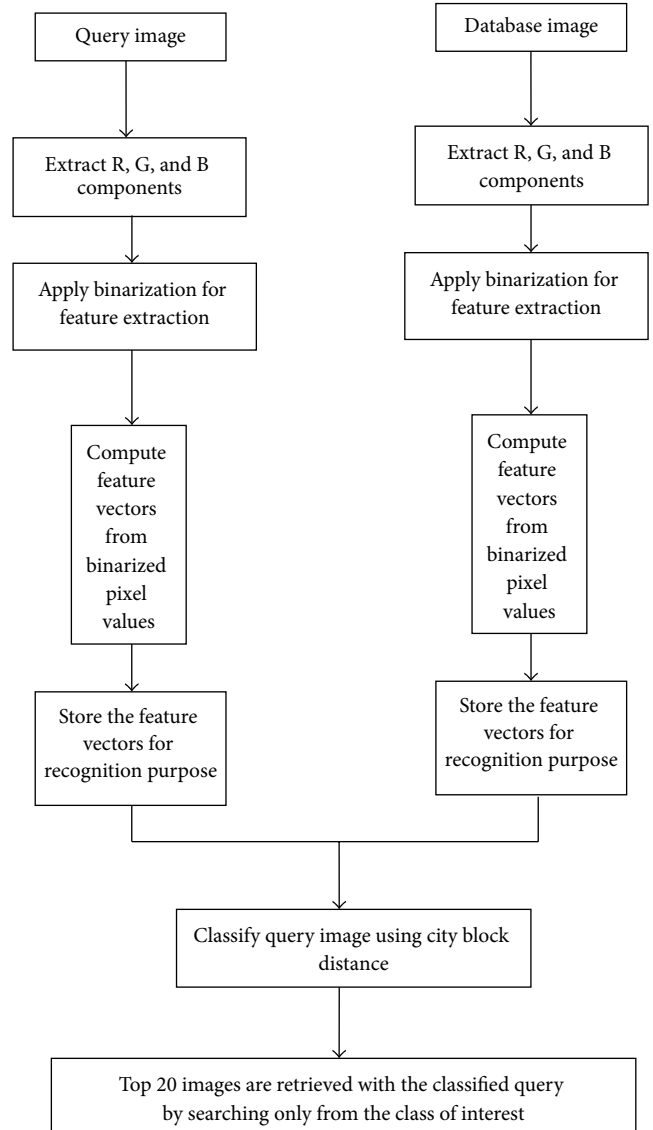 Query image
Extract R, G, and B
components
Apply binarization for
feature extraction
Compute
feature
vectors
from
binarized
pixel
values
Store the feature
vectors for
recognition purpose
Database image
Extract R, G, and B
components
Apply binarization for
feature extraction
Compute
feature
vectors
from
binarized
pixel
values
Store the feature
vectors for
recognition purpose
Classify query image using city block
distance
Top 20 images are retrieved with the classified query
by searching only from the class of interest